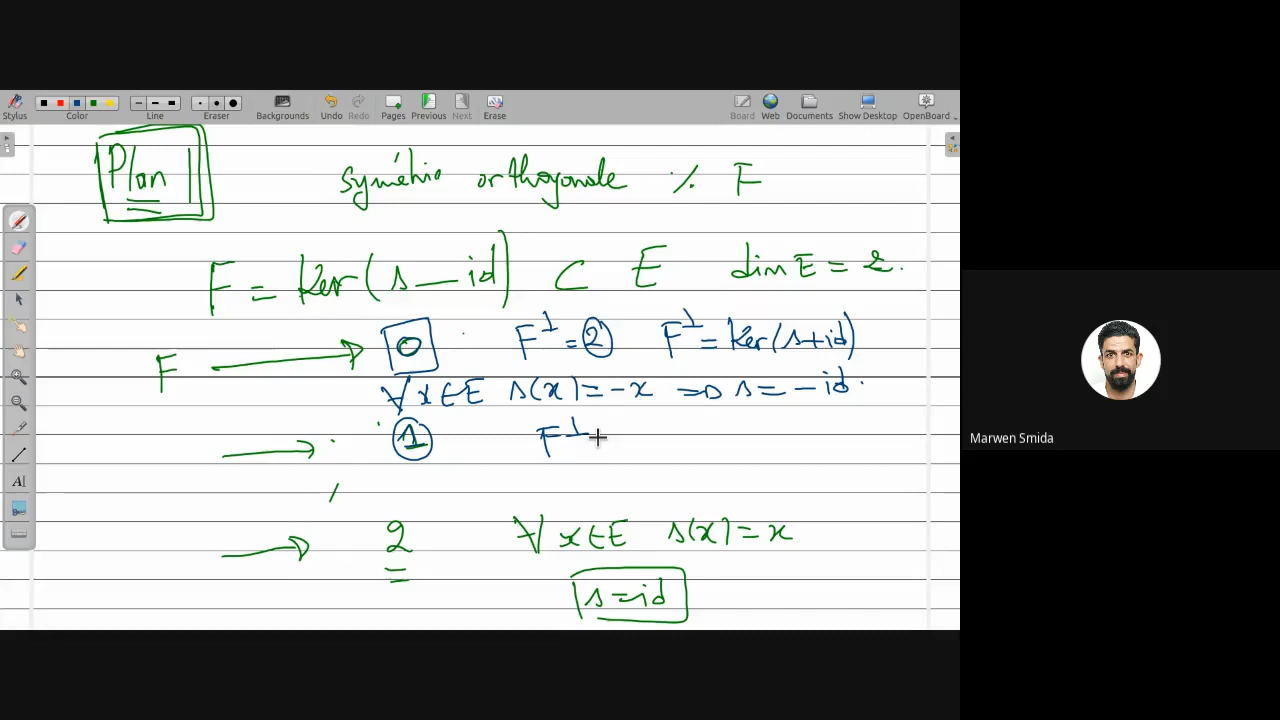 Stylus Color Line Eraser Backgrounds Undo Redo Pages Previous Next Erase Board Web Documents Show Desktop OpenBoard
Plan symétrie orthogonale % F
F = Ker(s - id) ⊂ E dim E = 2.
F → 0 F⊥ = 2 F⊥ = Ker(s+id)
∀x∈E s(x) = -x ⇒ s = -id.
→ 1 F⊥
→ 2 ∀x∈E s(x) = x
s = id
Marwen Smida